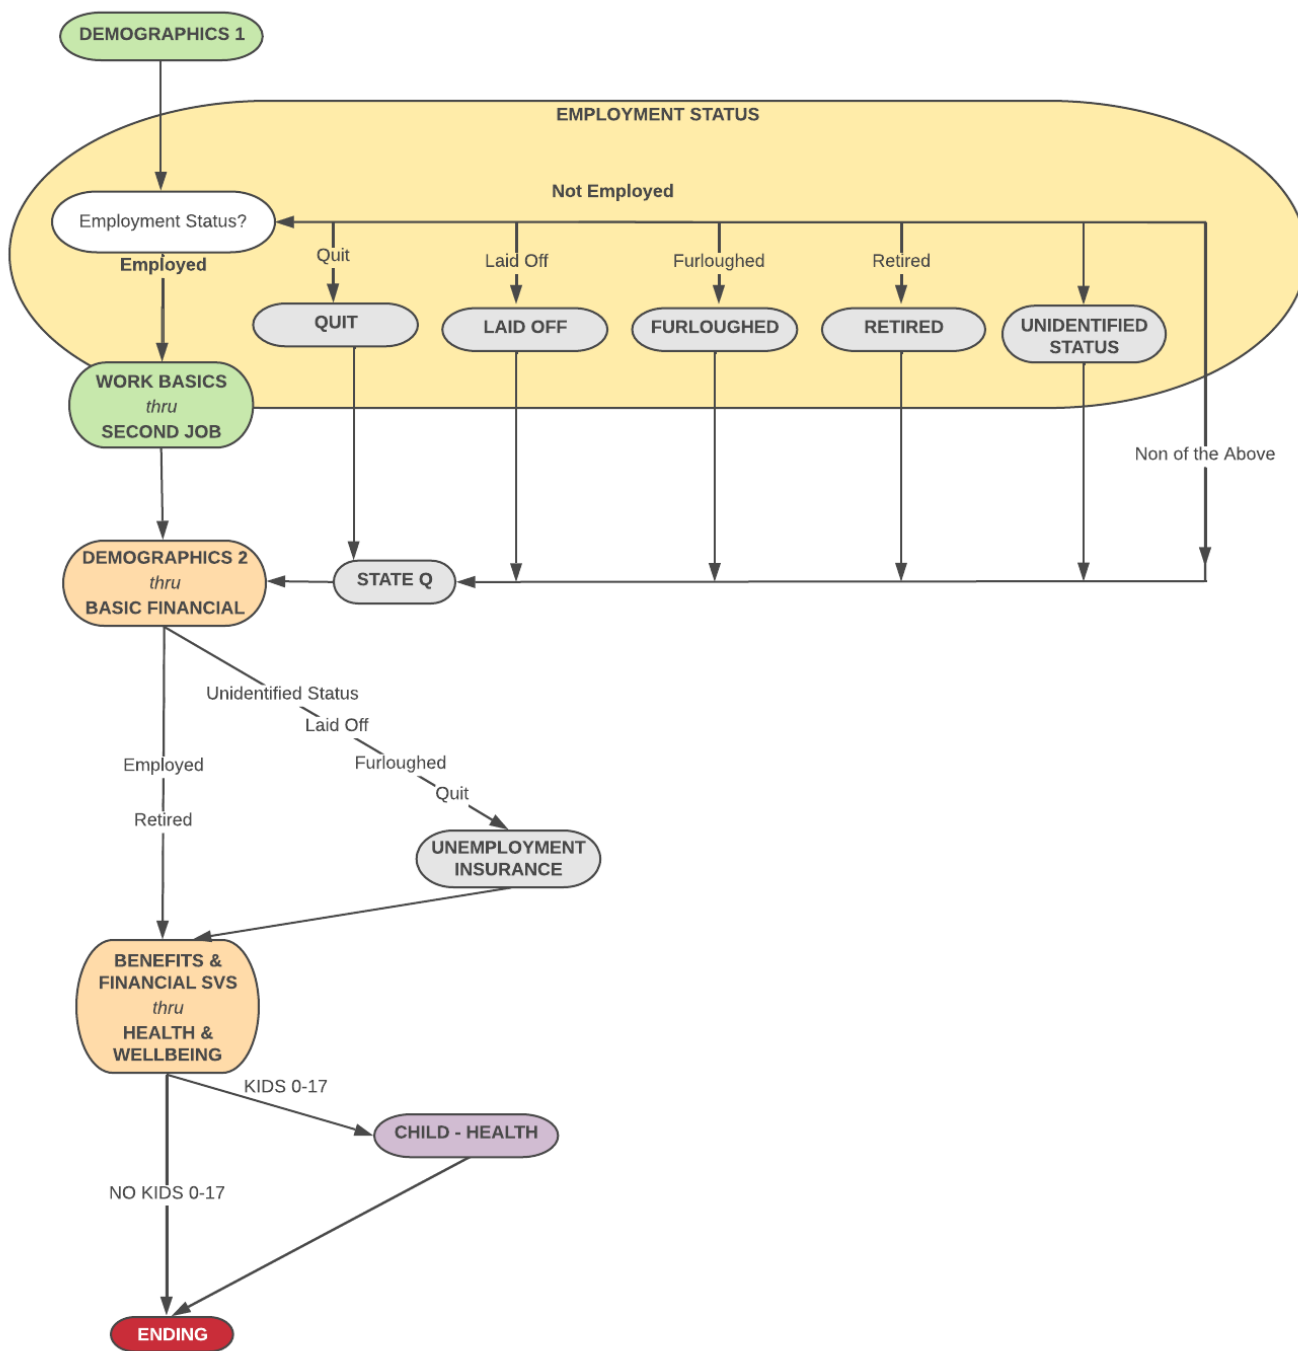 DEMOGRAPHICS 1
EMPLOYMENT STATUS
Not Employed
Employment Status?
Employed
Quit
Laid Off
Furloughed
Retired
QUIT
LAID OFF
FURLOUGHED
RETIRED
UNIDENTIFIED
STATUS
WORK BASICS
thru
SECOND JOB
Non of the Above
DEMOGRAPHICS 2
thru
BASIC FINANCIAL
STATE Q
Unidentified Status
Laid Off
Furloughed
Quit
Employed
Retired
UNEMPLOYMENT
INSURANCE
BENEFITS &
FINANCIAL SVS
thru
HEALTH &
WELLBEING
KIDS 0-17
CHILD - HEALTH
NO KIDS 0-17
ENDING